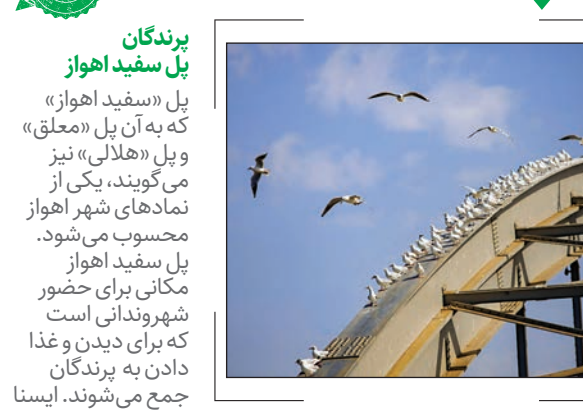 پرندگان
پل سفید اهواز
پل «سفید اهواز»
که به آن پل «معلق»
و پل «هلالی» نیز
می‌گویند، یکی از
نمادهای شهر اهواز
محسوب می‌شود.
پل سفید اهواز
مکانی برای حضور
شهروندانی است
که برای دیدن و غذا
دادن به پرندگان
جمع می‌شوند. ایسنا